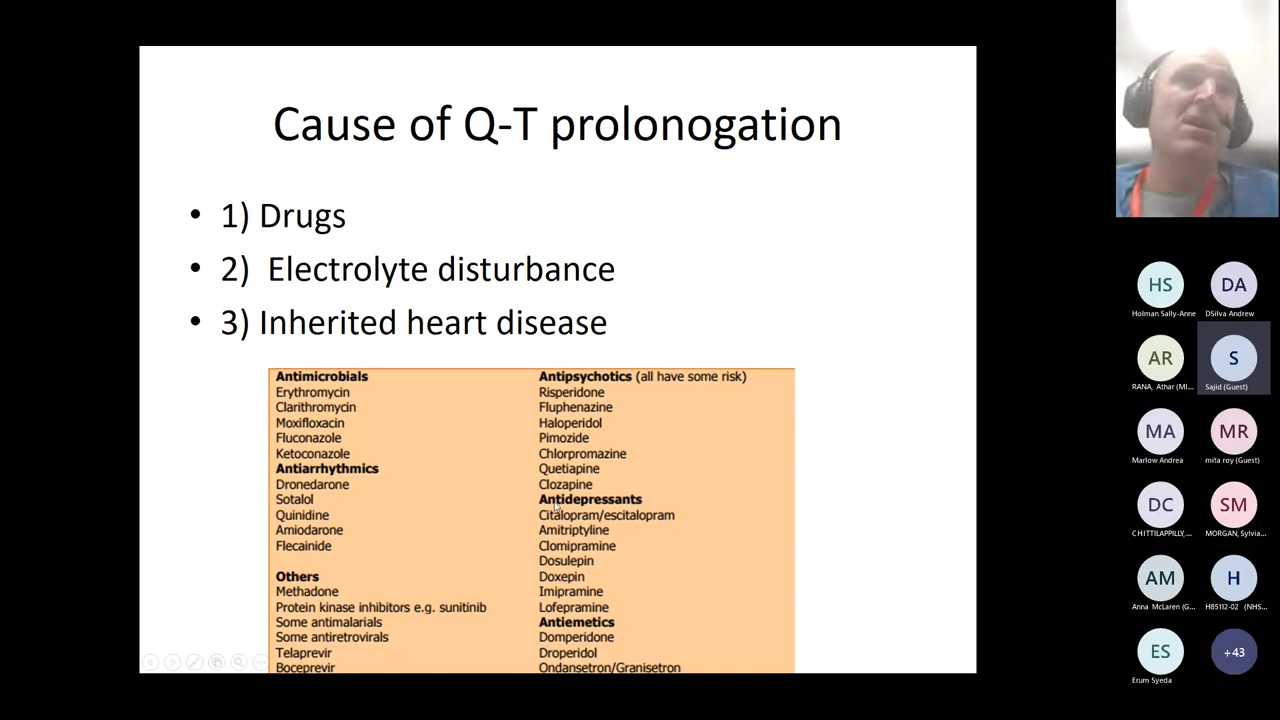 Cause of Q-T prolonogation
• 1) Drugs
• 2) Electrolyte disturbance
• 3) Inherited heart disease
Antimicrobials
Erythromycin
Clarithromycin
Moxifloxacin
Fluconazole
Ketoconazole
Antiarrhythmics
Dronedarone
Sotalol
Quinidine
Amiodarone
Flecainide
Others
Methadone
Protein kinase inhibitors e.g. sunitinib
Some antimalarials
Some antiretrovirals
Telaprevir
Boceprevir
Antipsychotics (all have some risk)
Risperidone
Fluphenazine
Haloperidol
Pimozide
Chlorpromazine
Quetiapine
Clozapine
Antidepressants
Citalopram/escitalopram
Amitriptyline
Clomipramine
Dosulepin
Doxepin
Imipramine
Lofepramine
Antiemetics
Domperidone
Droperidol
Ondansetron/Granisetron
HS
Holman Sally-Anne
DA
DSilva Andrew
AR
RANA, Athar (MI...
S
Sajid (Guest)
MA
Marlow Andrea
MR
mita roy (Guest)
DC
CHITTILAPPILLY,...
SM
MORGAN, Sylvia...
AM
Anna McLaren (G...
H
H85112-02 (NHS...
ES
Erum Syeda
+43